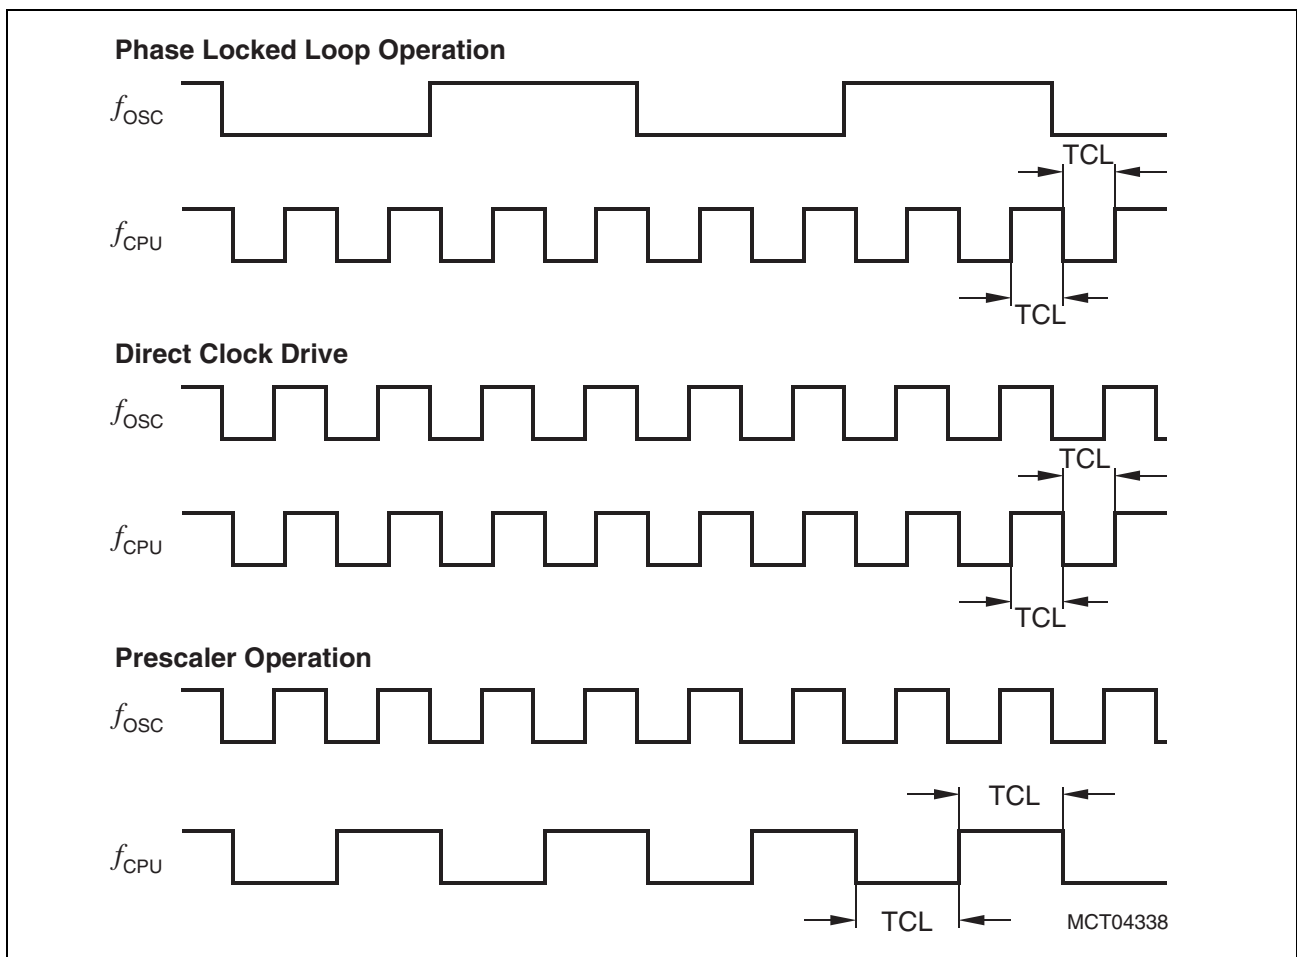 Phase Locked Loop Operation
fOSC
TCL
fCPU
TCL
Direct Clock Drive
fOSC
TCL
fCPU
TCL
Prescaler Operation
fOSC
TCL
fCPU
TCL
MCT04338